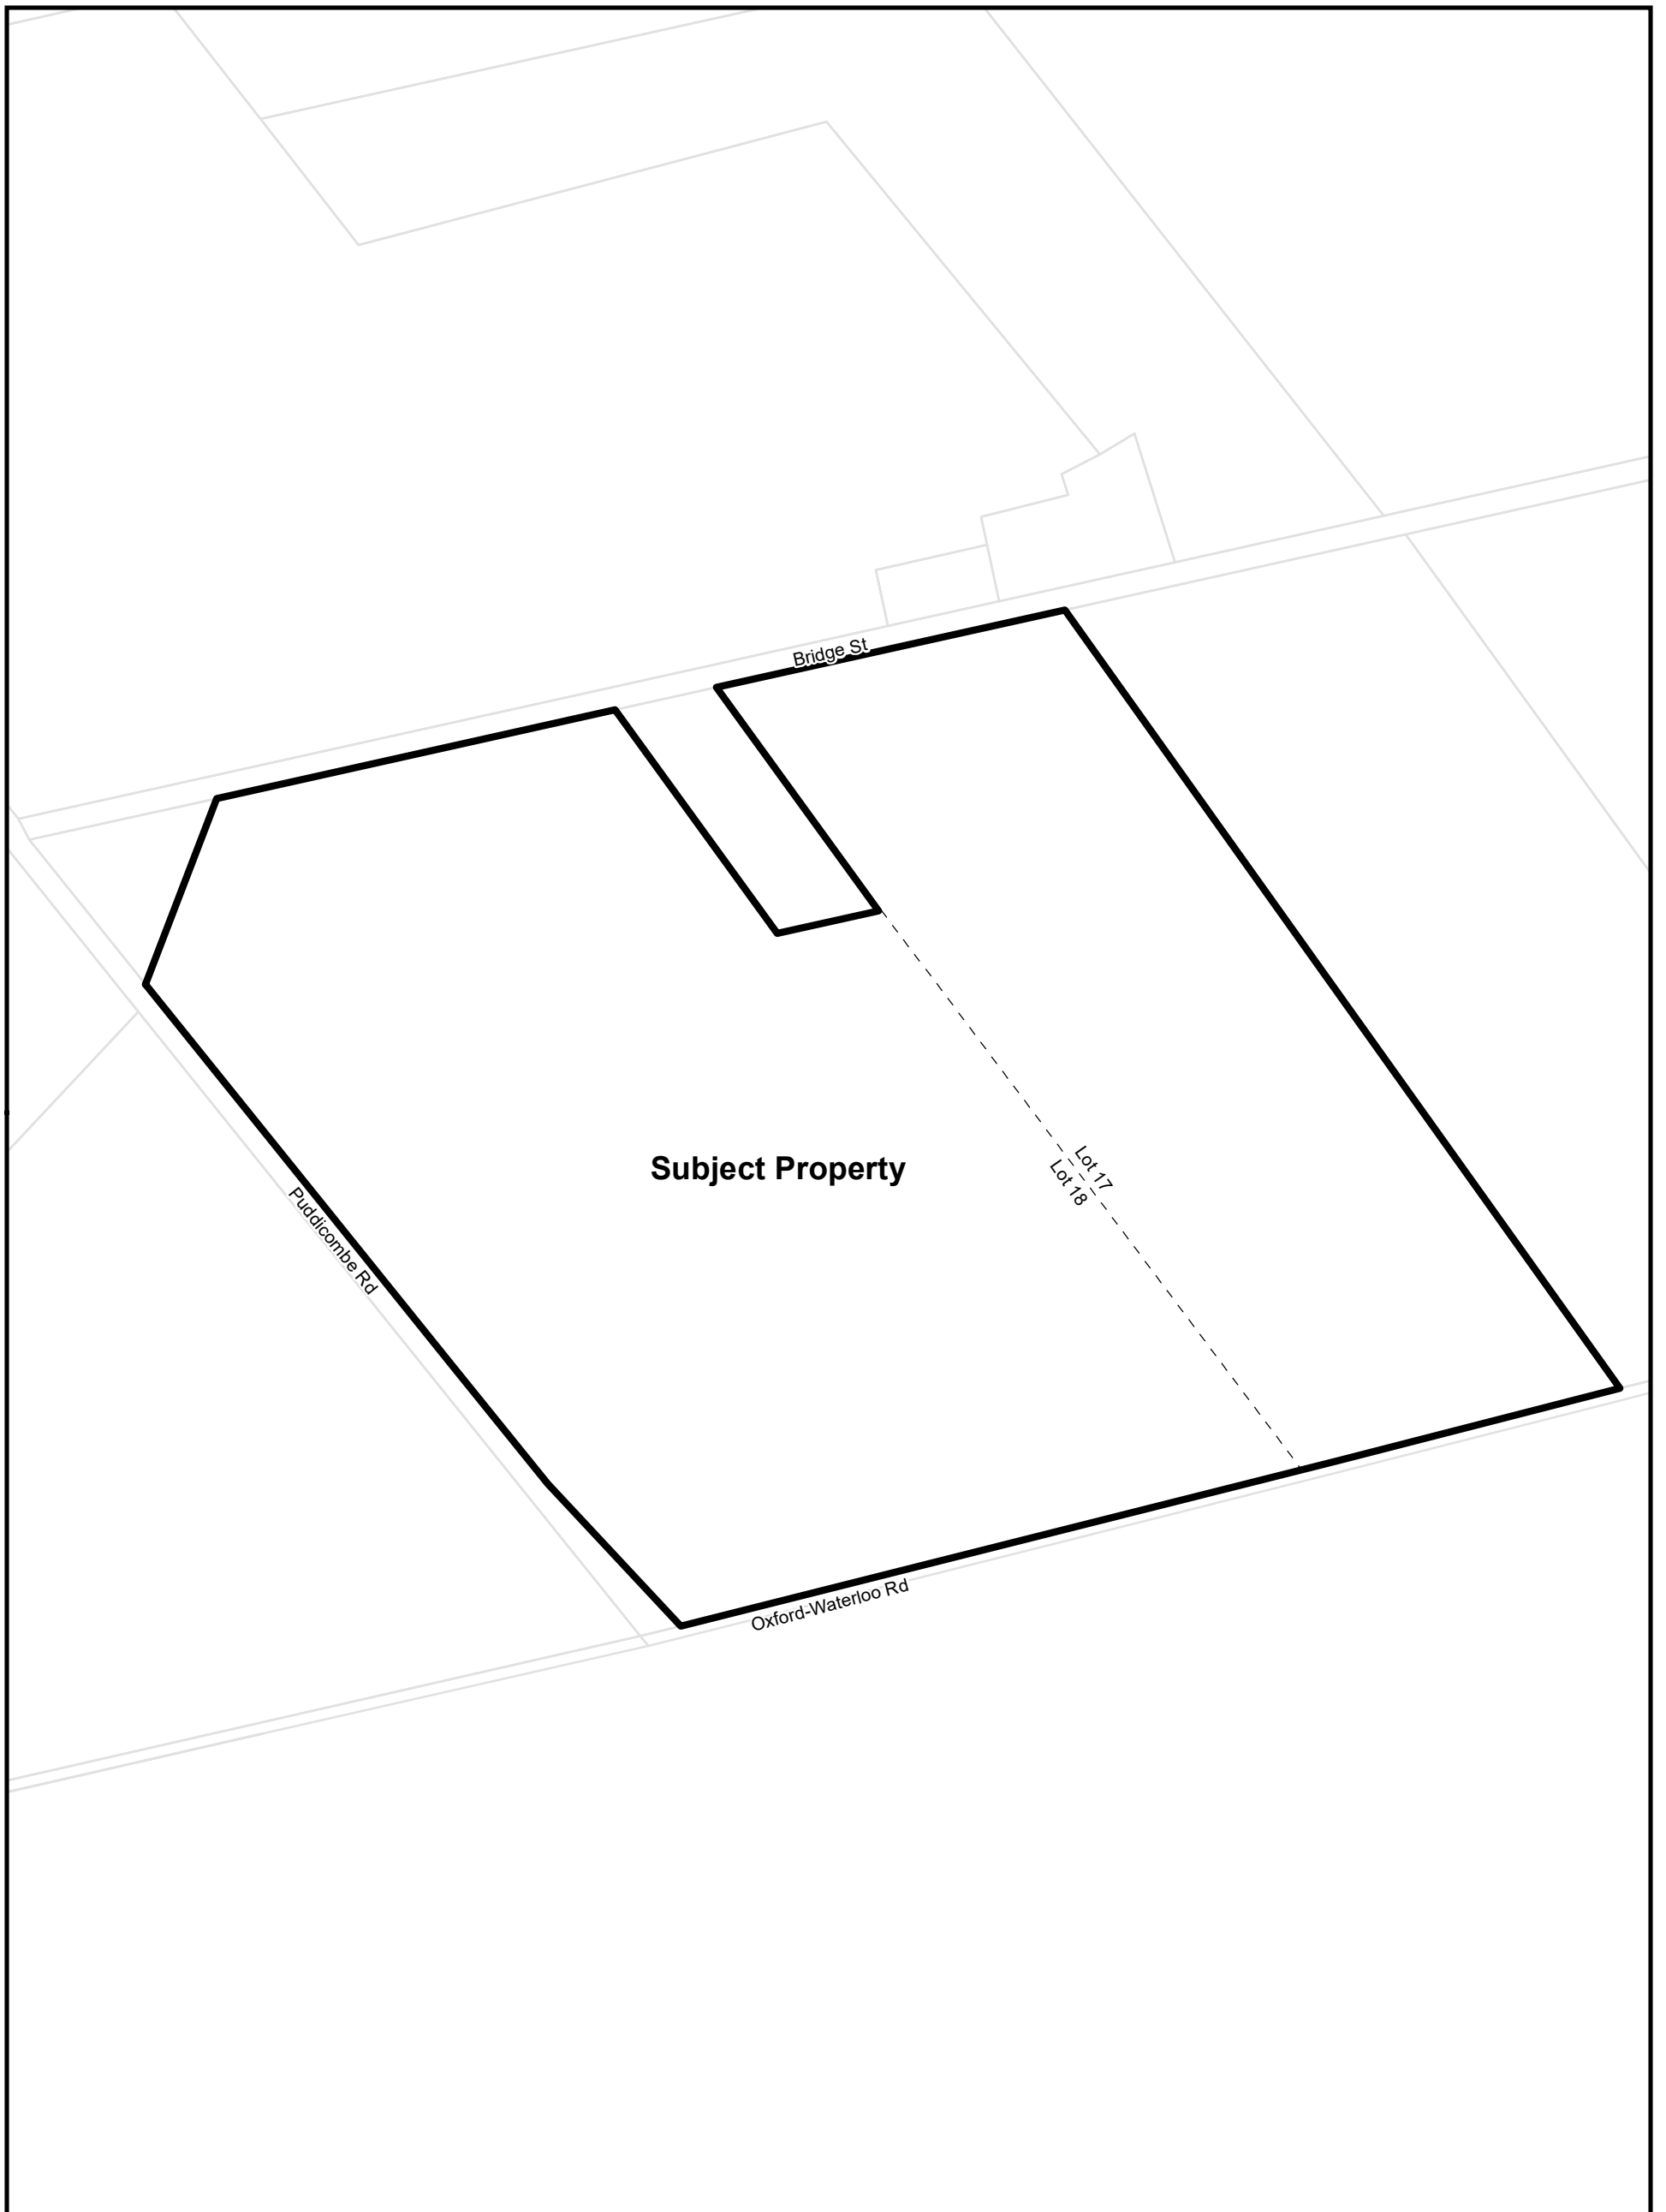 Bridge St
Subject Property
Lot 17
Lot 18
Puddicombe Rd
Oxford-Waterloo Rd